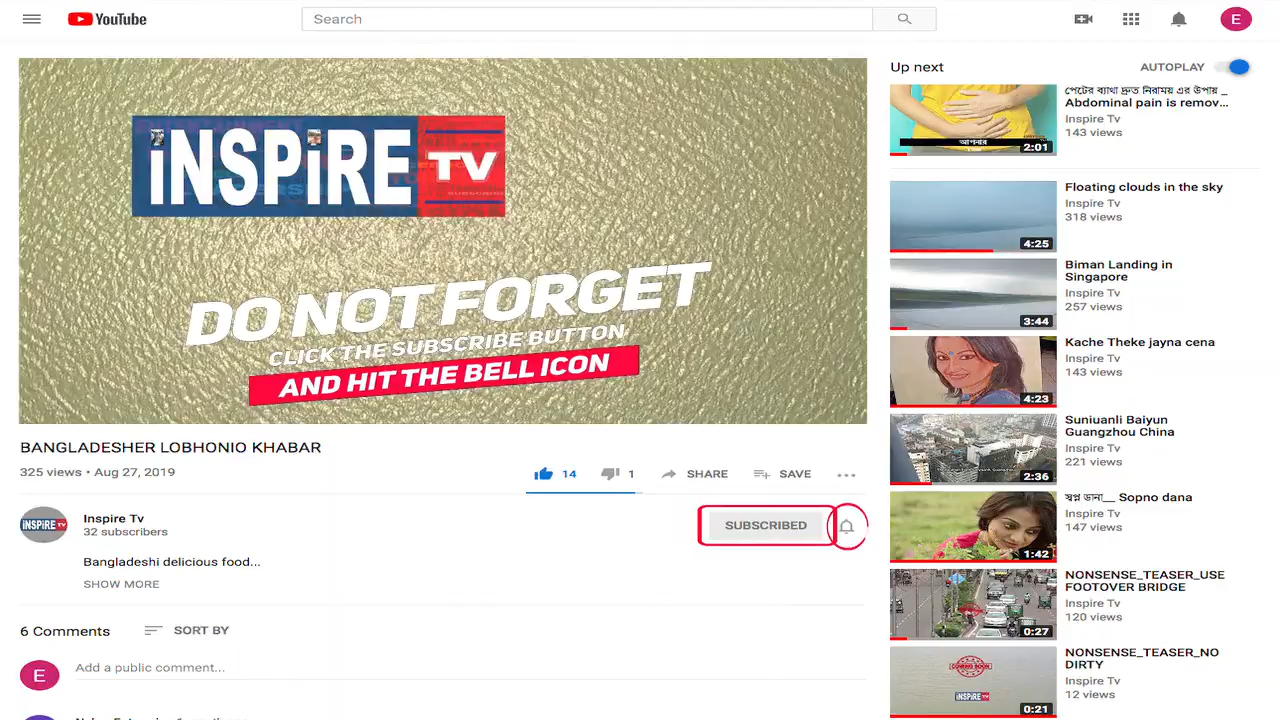 YouTube
Search
E
iNSPiRE TV
DO NOT FORGET
CLICK THE SUBSCRIBE BUTTON
AND HIT THE BELL ICON
BANGLADESHER LOBHONIO KHABAR
325 views • Aug 27, 2019
14
1
SHARE
SAVE
iNSPiRE TV
Inspire Tv
32 subscribers
SUBSCRIBED
Bangladeshi delicious food...
SHOW MORE
6 Comments
SORT BY
E
Add a public comment...
Up next
AUTOPLAY
পেটের ব্যাথা দ্রুত নিরাময় এর উপায় _
Abdominal pain is remov...
Inspire Tv
143 views
আপনার
2:01
Floating clouds in the sky
Inspire Tv
318 views
4:25
Biman Landing in
Singapore
Inspire Tv
257 views
3:44
Kache Theke jayna cena
Inspire Tv
143 views
4:23
Suniuanli Baiyun
Guangzhou China
Inspire Tv
221 views
2:36
স্বপ্ন ডানা__ Sopno dana
Inspire Tv
147 views
1:42
NONSENSE_TEASER_USE
FOOTOVER BRIDGE
Inspire Tv
120 views
0:27
NONSENSE_TEASER_NO
DIRTY
Inspire Tv
12 views
COMING SOON
iNSPiRE TV
0:21